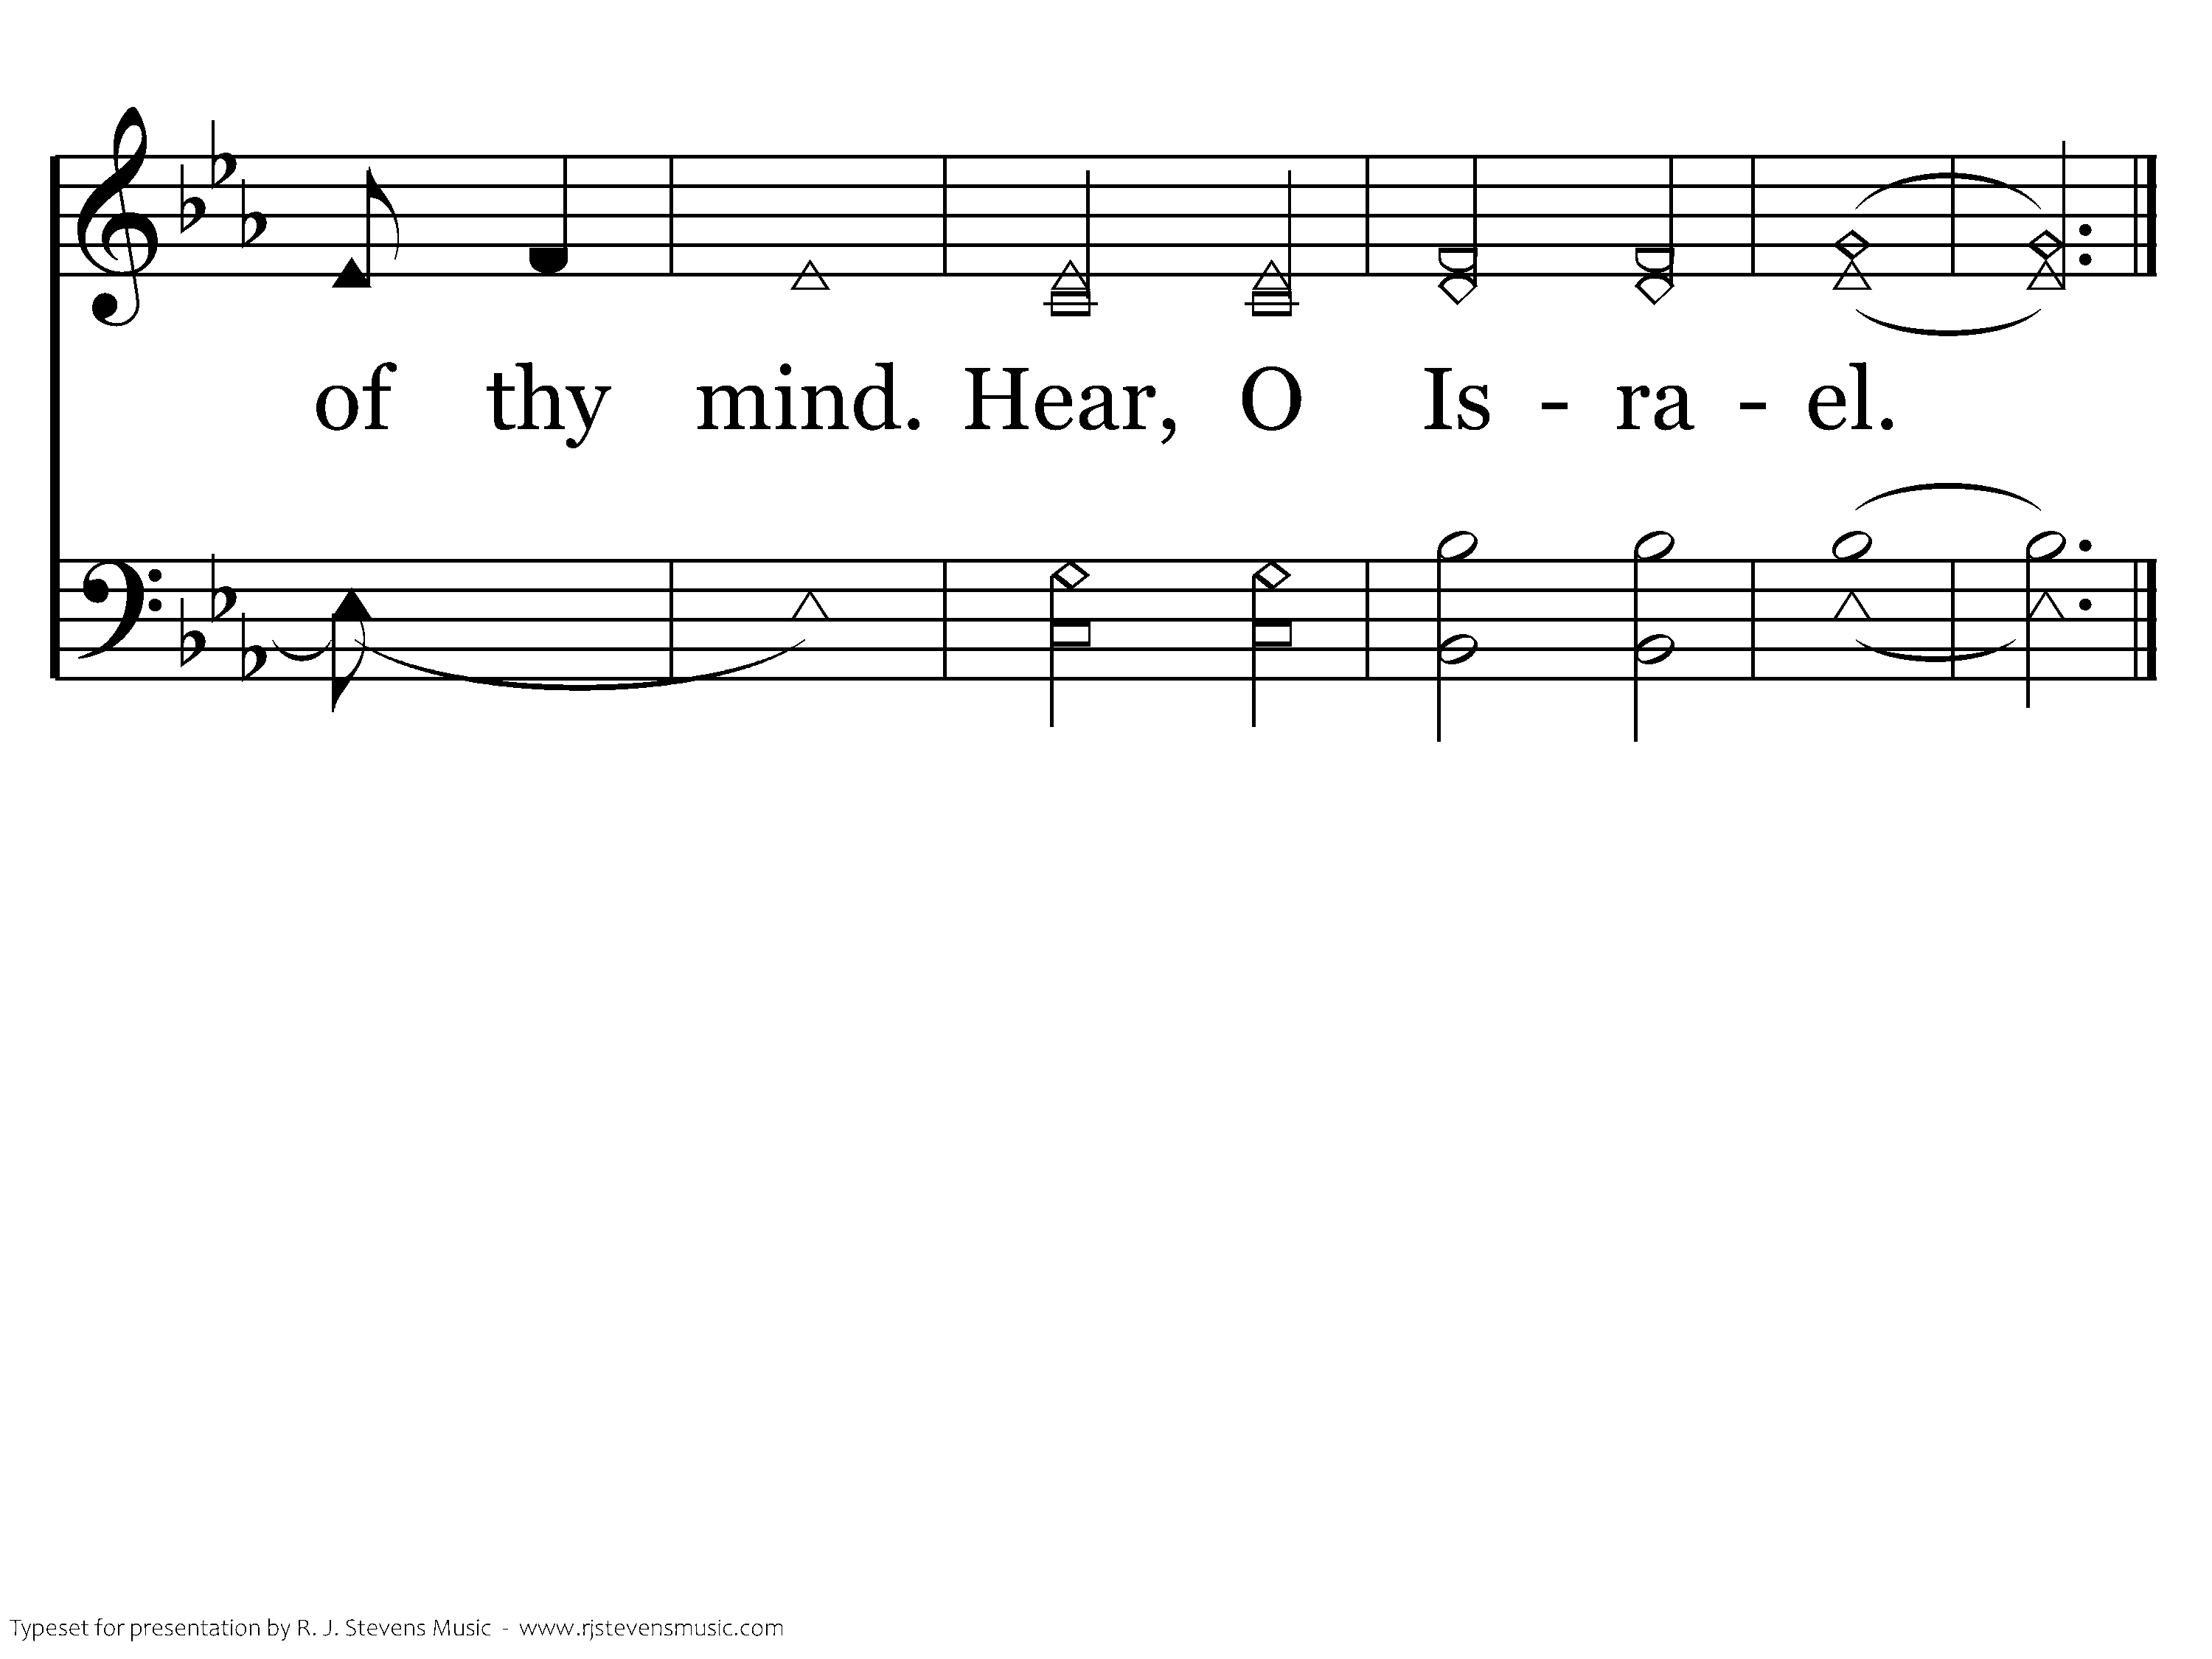 of thy mind. Hear, O Is - ra - el.
Typeset for presentation by R. J. Stevens Music - www.rjstevensmusic.com